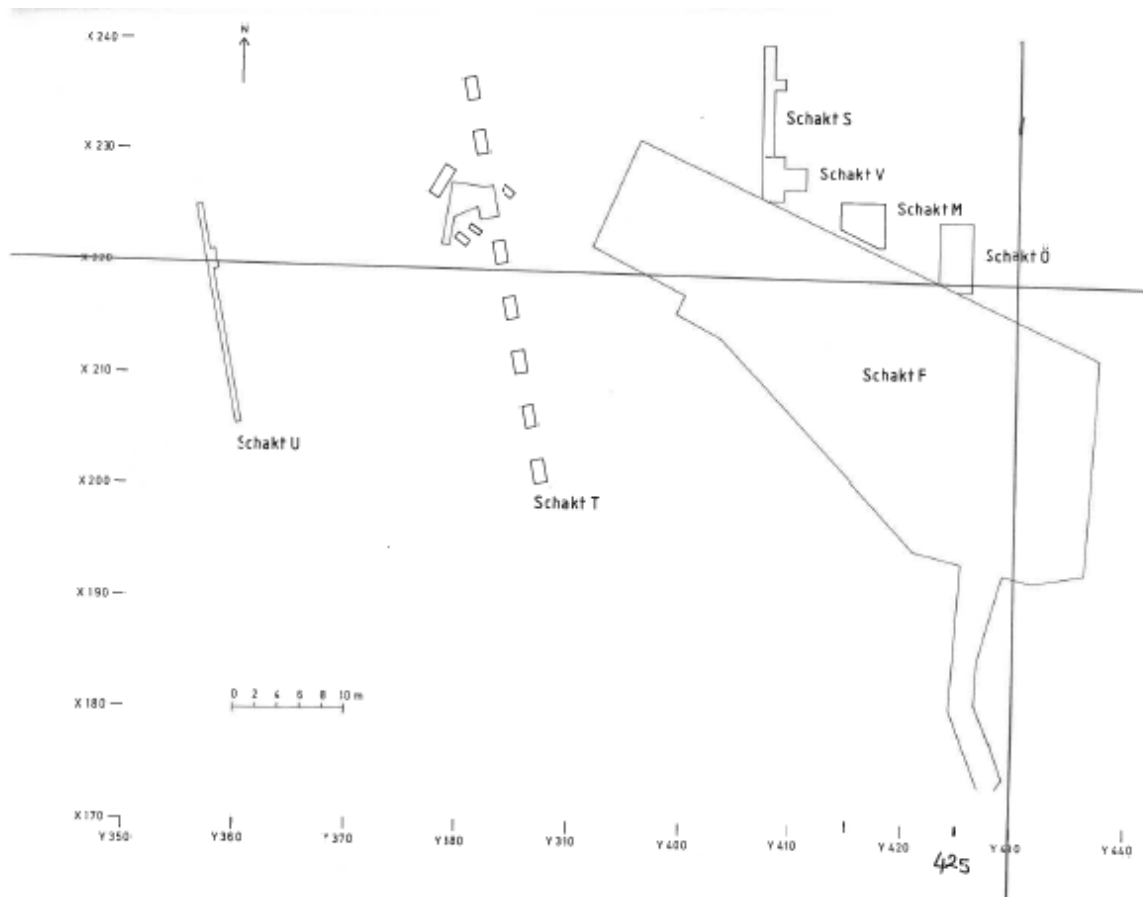 X 240
N
Schakt S
X 230
Schakt V
Schakt M
X 220
Schakt Ö
X 210
Schakt F
Schakt U
X 200
Schakt T
X 190
0 2 4 6 8 10 m
X 180
X 170
Y 350 Y 360 Y 370 Y 380 Y 310 Y 400 Y 410 Y 420 Y 430 Y 440
425